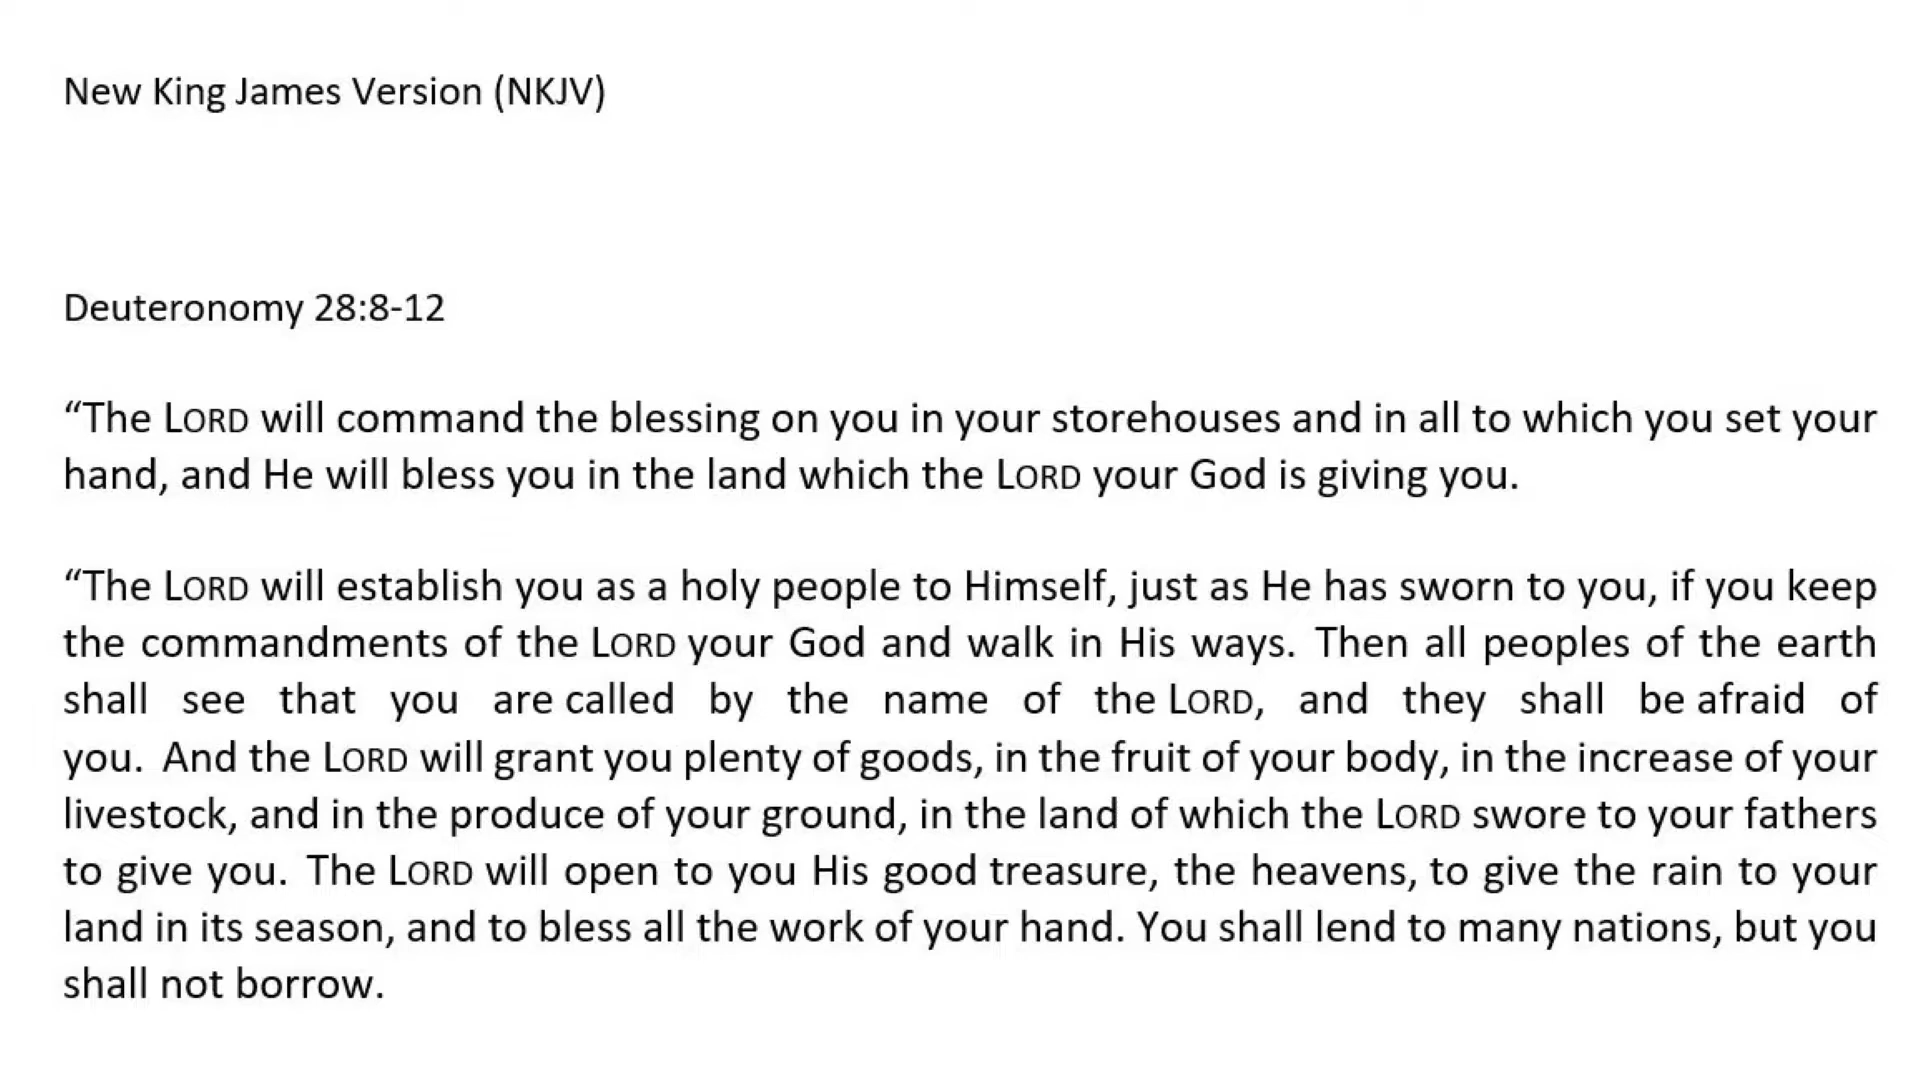 New King James Version (NKJV)
Deuteronomy 28:8-12
“The LORD will command the blessing on you in your storehouses and in all to which you set your
hand, and He will bless you in the land which the LORD your God is giving you.
“The LORD will establish you as a holy people to Himself, just as He has sworn to you, if you keep
the commandments of the LORD your God and walk in His ways. Then all peoples of the earth
shall see that you are called by the name of the LORD, and they shall be afraid of
you. And the LORD will grant you plenty of goods, in the fruit of your body, in the increase of your
livestock, and in the produce of your ground, in the land of which the LORD swore to your fathers
to give you. The LORD will open to you His good treasure, the heavens, to give the rain to your
land in its season, and to bless all the work of your hand. You shall lend to many nations, but you
shall not borrow.